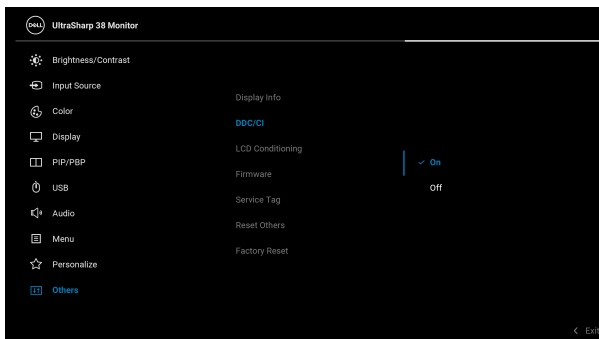 DELL UltraSharp 38 Monitor
Brightness/Contrast
Input Source
Color
Display
PIP/PBP
USB
Audio
Menu
Personalize
Others
Display Info
DDC/CI
LCD Conditioning
Firmware
Service Tag
Reset Others
Factory Reset
On
Off
Exit